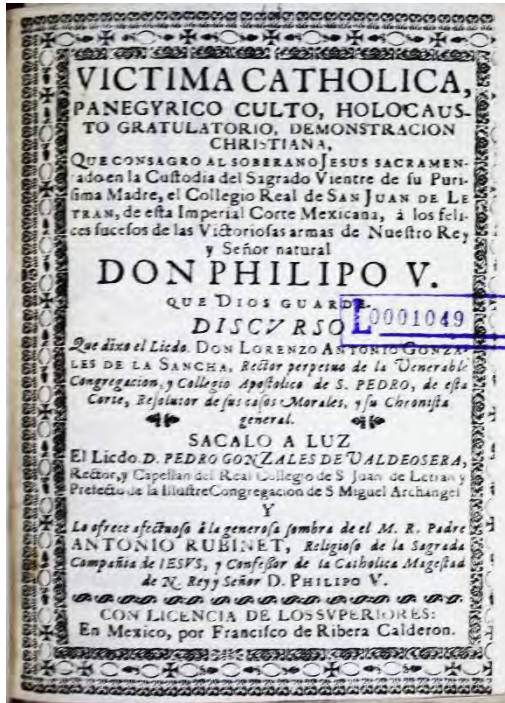 VICTIMA CATHOLICA,
PANEGYRICO CULTO, HOLOCAUS-
TO GRATULATORIO, DEMONSTRACION
CHRISTIANA,
QUE CONSAGRO AL SOBERANO JESUS SACRAMEN-
tado en la Cuſtodia del Sagrado Vientre de ſu Puri-
ſima Madre, el Collegio Real de SAN JUAN DE LE
TRAN, de eſta Imperial Corte Mexicana, à los feli-
ces ſuceſos de las Victorioſas armas de Nueſtro Rey
y Señor natural
DON PHILIPO V.
QUE DIOS GUARDE.
L0001049
DISCVRSO
Que dixo el Licdo. DON LORENZO ANTONIO GONZA-
LES DE LA SANCHA, Rector perpetuo de la Venerable
Congregacion, y Collegio Apoſtolico de S. PEDRO, de eſta
Corte, Reſolutor de ſus caſos Morales, y ſu Chroniſta
general.
SACALO A LUZ
El Licdo. D. PEDRO GONZALES DE VALDEOSERA,
Rector, y Capellan del Real Collegio de S Juan de Letran y
Prefecto de la Illuſtre Congregacion de S Miguel Archangel
Y
Lo ofrece afectuoſo à la generoſa ſombra de el M. R. Padre
ANTONIO RUBINET, Religioſo de la Sagrada
Compañia de IESVS, y Confeſſor de la Catholica Mageſtad
de N. Rey y Señor D. PHILIPO V.
CON LICENCIA DE LOS SVPERIORES:
En Mexico, por Franciſco de Ribera Calderon.